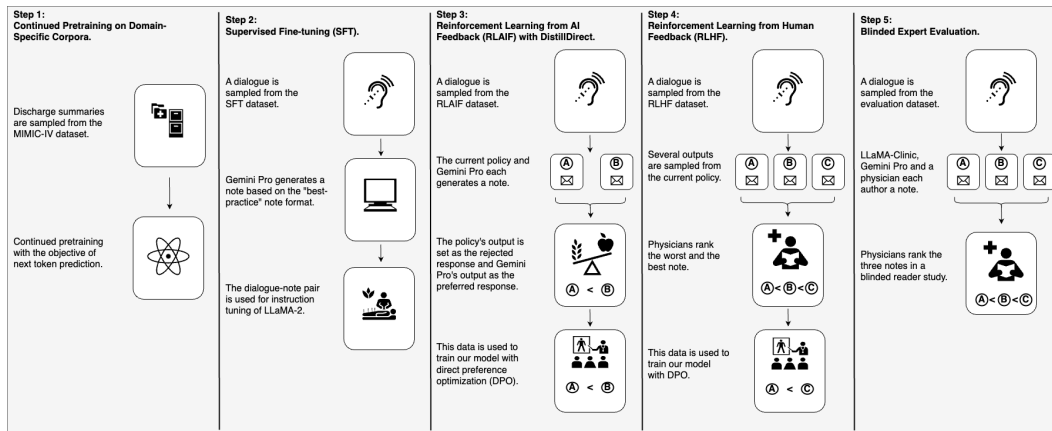 Step 1:
Continued Pretraining on Domain-
Specific Corpora.
Discharge summaries
are sampled from the
MIMIC-IV dataset.
Continued pretraining
with the objective of
next token prediction.
Step 2:
Supervised Fine-tuning (SFT).
A dialogue is
sampled from the
SFT dataset.
Gemini Pro generates a
note based on the "best-
practice" note format.
The dialogue-note pair
is used for instruction
tuning of LLaMA-2.
Step 3:
Reinforcement Learning from AI
Feedback (RLAIF) with DistillDirect.
A dialogue is
sampled from the
RLAIF dataset.
The current policy and
Gemini Pro each
generates a note.
A B
The policy's output is
set as the rejected
response and Gemini
Pro's output as the
preferred response.
A < B
This data is used to
train our model with
direct preference
optimization (DPO).
A < B
Step 4:
Reinforcement Learning from Human
Feedback (RLHF).
A dialogue is
sampled from the
RLHF dataset.
Several outputs
are sampled from
the current policy.
A B C
Physicians rank
the worst and the
best note.
A < B < C
This data is used to
train our model
with DPO.
A < C
Step 5:
Blinded Expert Evaluation.
A dialogue is
sampled from the
evaluation dataset.
LLaMA-Clinic,
Gemini Pro and a
physician each
author a note.
A B C
Physicians rank the
three notes in a
blinded reader study.
A < B < C